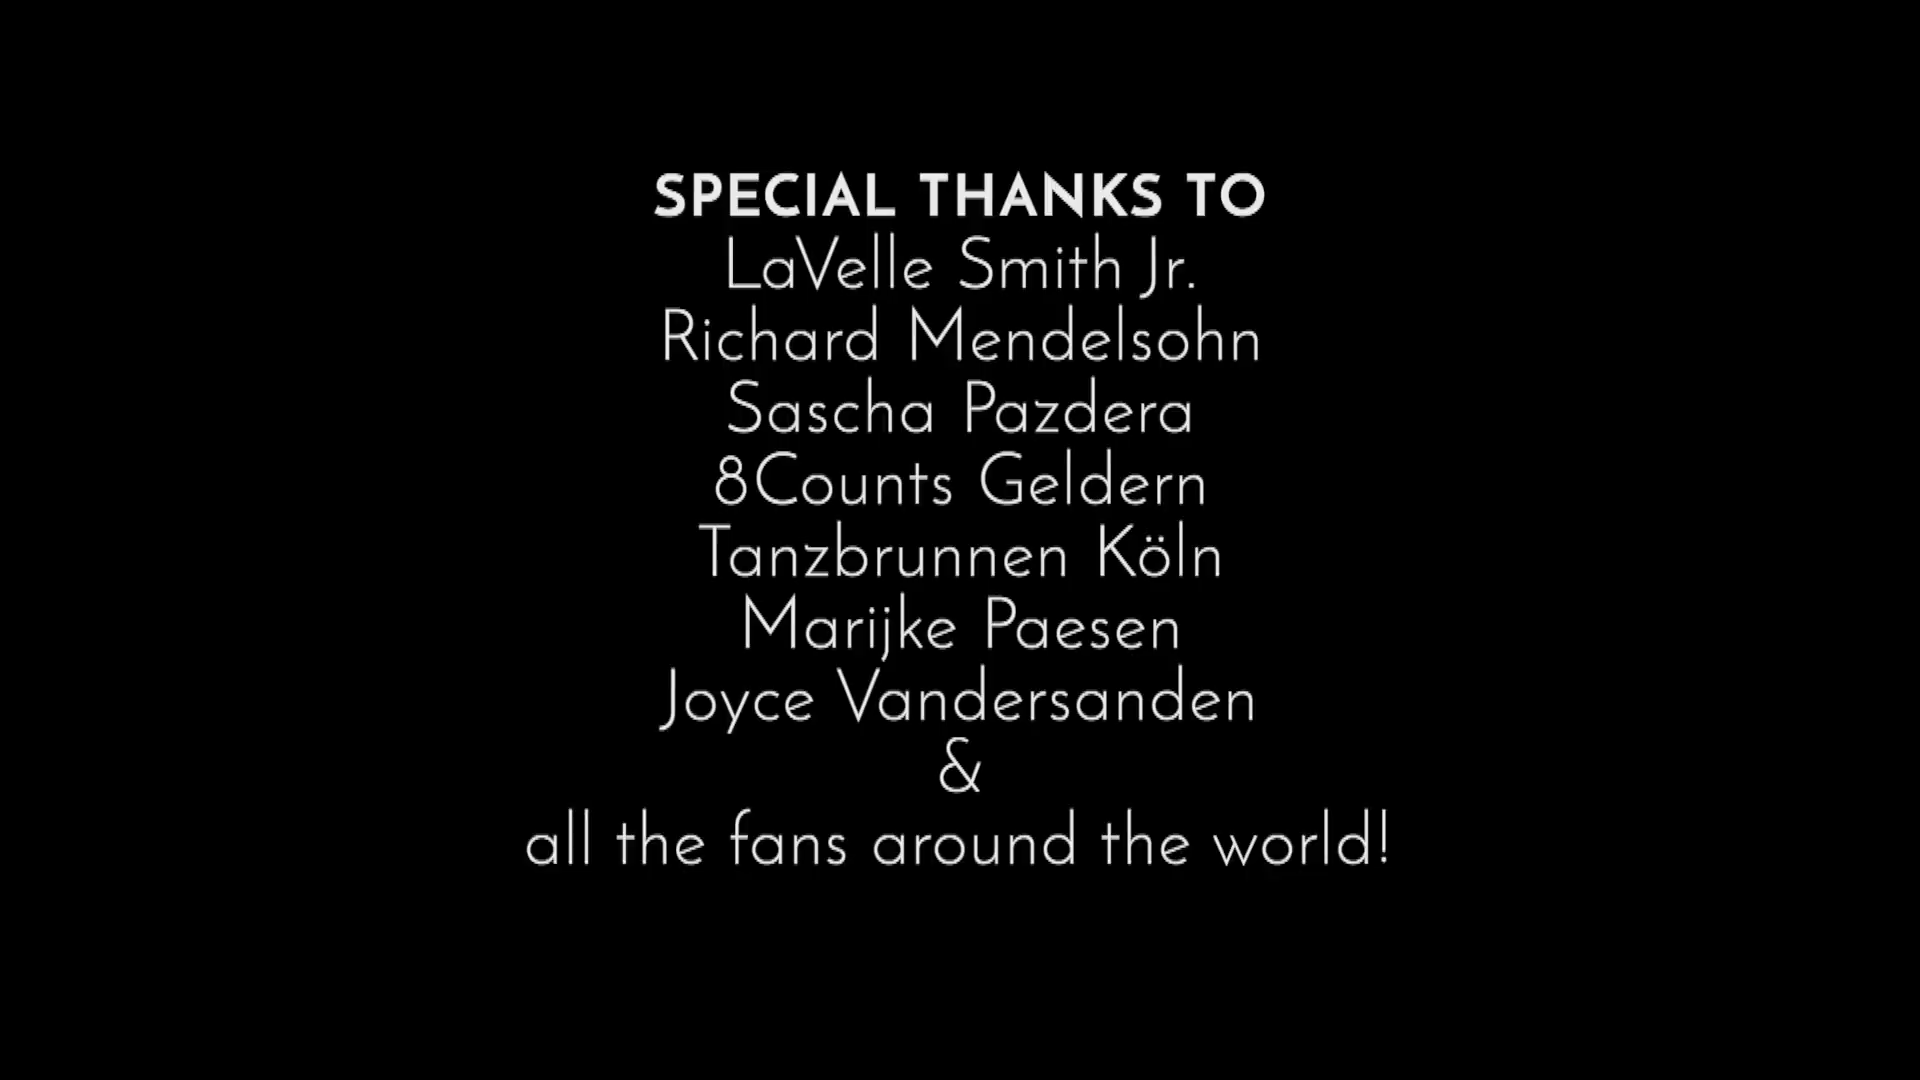 SPECIAL THANKS TO
LaVelle Smith Jr.
Richard Mendelsohn
Sascha Pazdera
8Counts Geldern
Tanzbrunnen Köln
Marijke Paesen
Joyce Vandersanden
&
all the fans around the world!